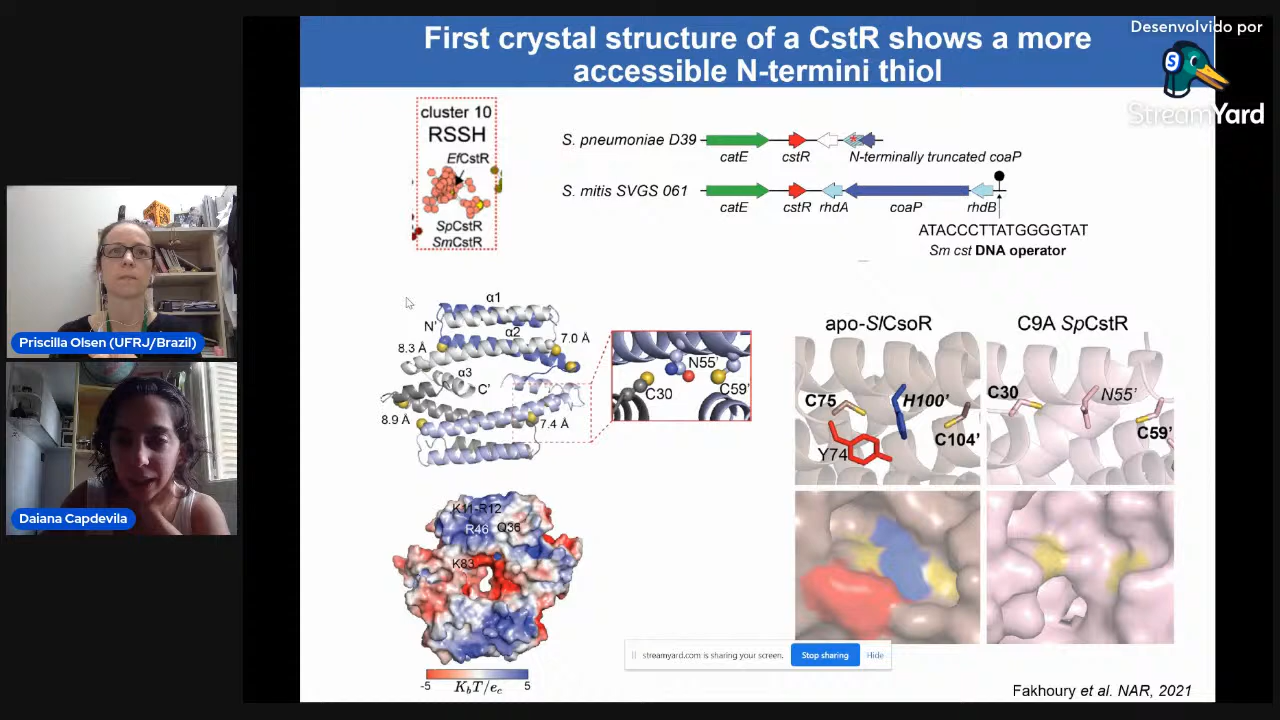 First crystal structure of a CstR shows a more
accessible N-termini thiol
Desenvolvido por
S
StreamYard
cluster 10
RSSH
EfCstR
SpCstR
SmCstR
S. pneumoniae D39
catE
cstR
*
N-terminally truncated coaP
S. mitis SVGS 061
catE
cstR
rhdA
coaP
rhdB
ATACCCTTATGGGGTAT
Sm cst DNA operator
α1
N'
α2
7.0 Å
8.3 Å
α3
C'
8.9 Å
7.4 Å
N55'
C30
C59'
apo-SlCsoR
C9A SpCstR
C75
H100'
C104'
Y74
C30
N55'
C59'
K11-R12
R46
Q36
K83
-5
5
KbT/ec
Priscilla Olsen (UFRJ/Brazil)
Daiana Capdevila
streamyard.com is sharing your screen.
Stop sharing
Hide
Fakhoury et al. NAR, 2021